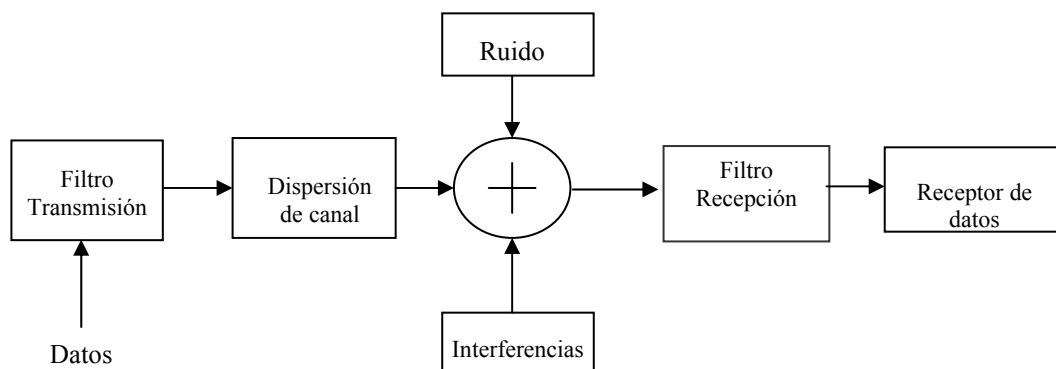 Ruido
Filtro
Transmisión
Dispersión
de canal
Filtro
Recepción
Receptor de
datos
Datos
Interferencias